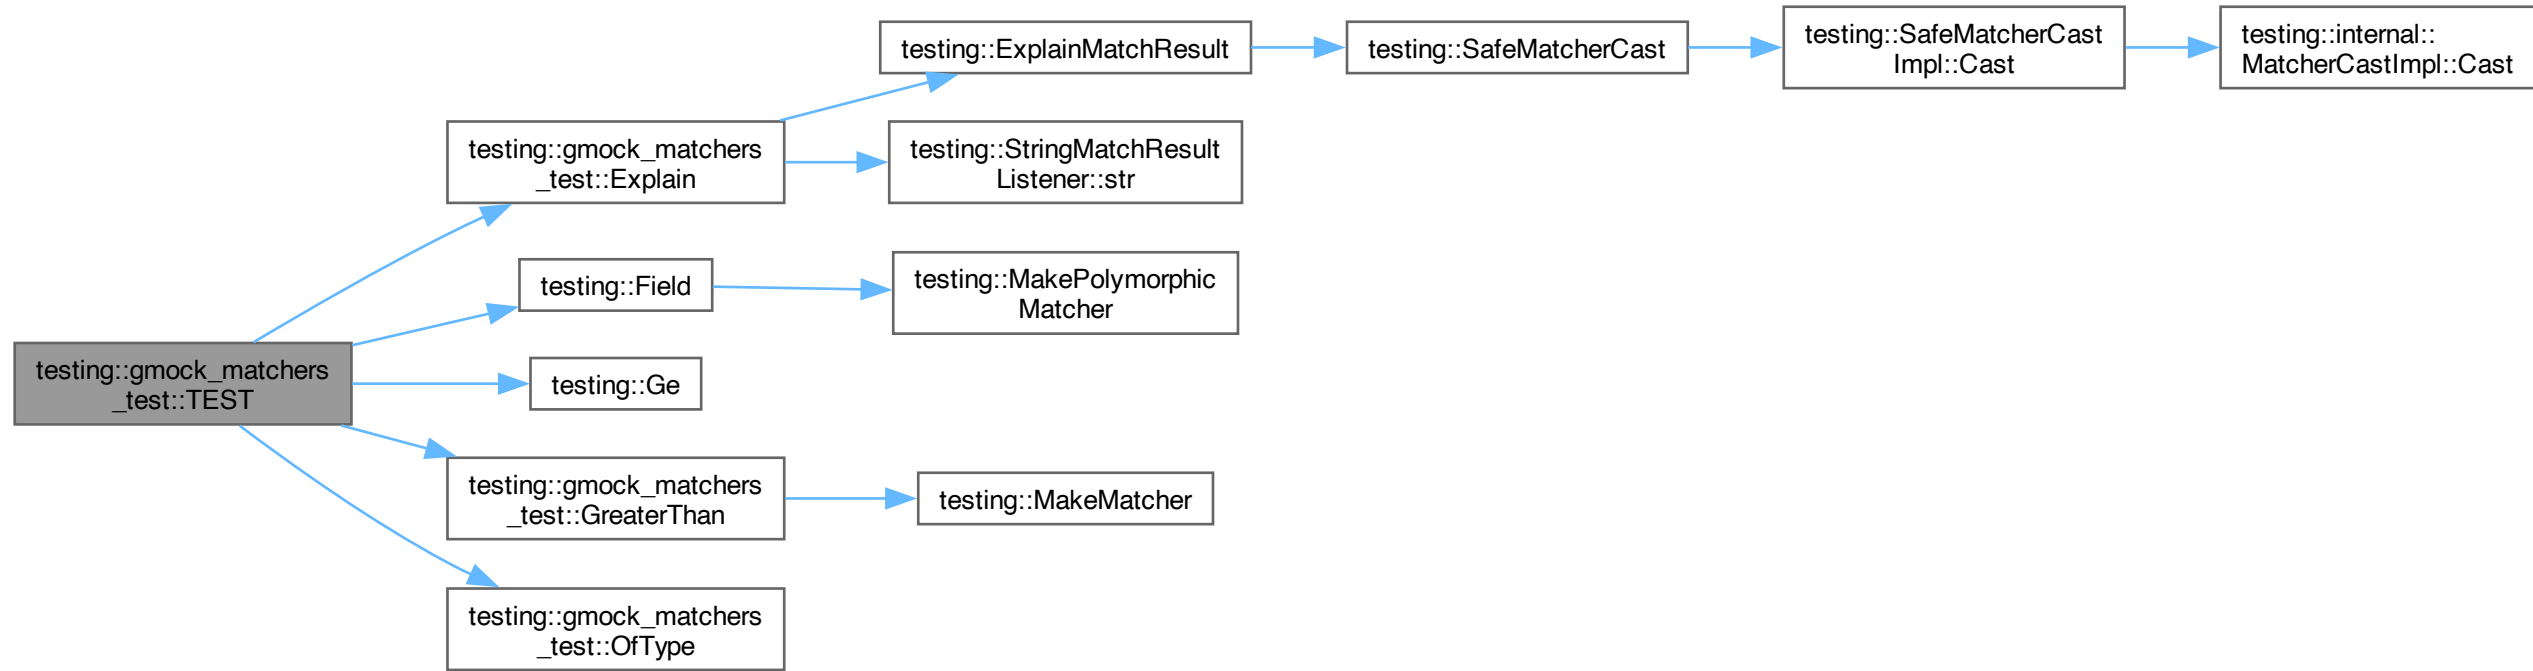 testing::ExplainMatchResult
testing::SafeMatcherCast
testing::SafeMatcherCast
Impl::Cast
testing::internal::
MatcherCastImpl::Cast
testing::gmock_matchers
_test::Explain
testing::StringMatchResult
Listener::str
testing::Field
testing::MakePolymorphic
Matcher
testing::gmock_matchers
_test::TEST
testing::Ge
testing::gmock_matchers
_test::GreaterThan
testing::MakeMatcher
testing::gmock_matchers
_test::OfType